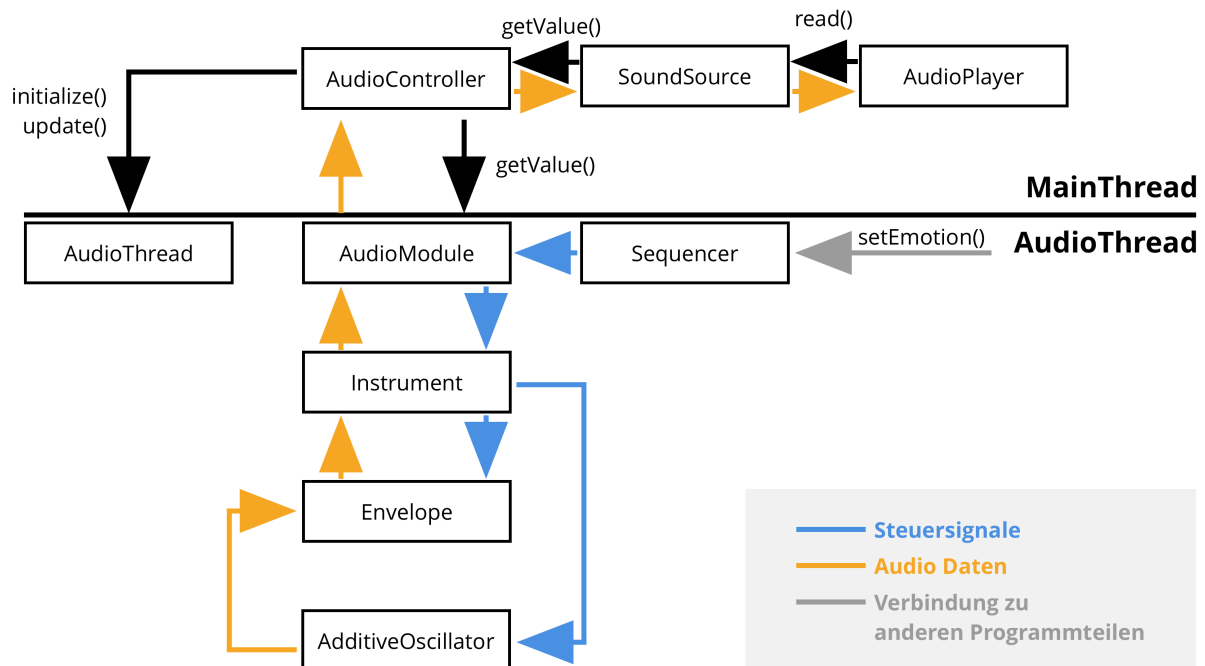 getValue()
read()
AudioController
SoundSource
AudioPlayer
initialize()
update()
getValue()
MainThread
AudioThread
AudioModule
Sequencer
setEmotion()
AudioThread
Instrument
Envelope
AdditiveOscillator
Steuersignale
Audio Daten
Verbindung zu
anderen Programmteilen